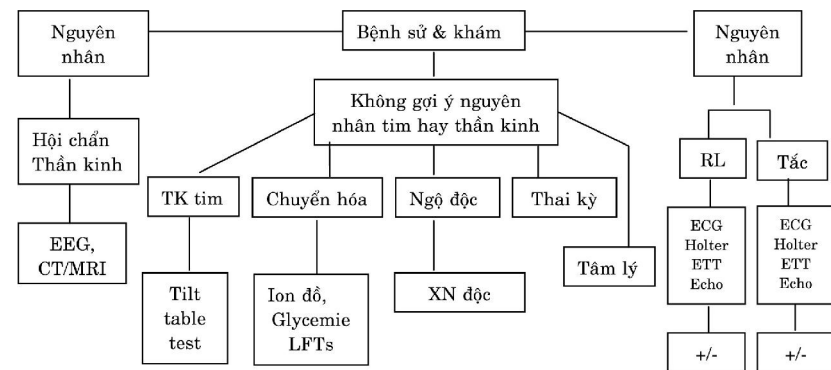 Nguyên
nhân
Bệnh sử & khám
Nguyên
nhân
Không gợi ý nguyên
nhân tim hay thần kinh
Hội chẩn
Thần kinh
RL
Tắc
TK tim
Chuyển hóa
Ngộ độc
Thai kỳ
EEG,
CT/MRI
ECG
Holter
ETT
Echo
ECG
Holter
ETT
Echo
Tâm lý
Tilt
table
test
Ion đồ,
Glycemie
LFTs
XN độc
+/-
+/-